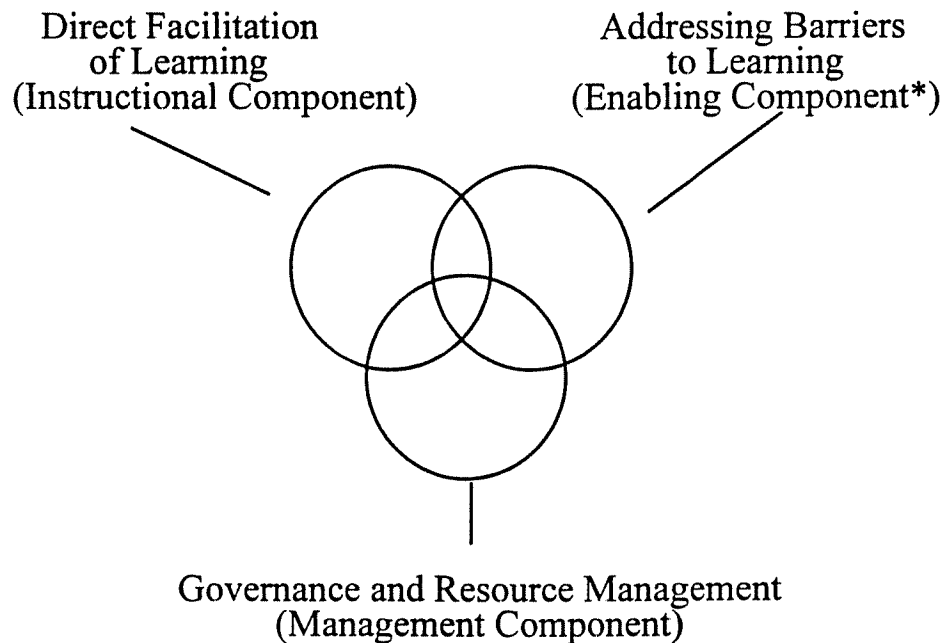 Direct Facilitation
of Learning
(Instructional Component)
Addressing Barriers
to Learning
(Enabling Component*)
Governance and Resource Management
(Management Component)